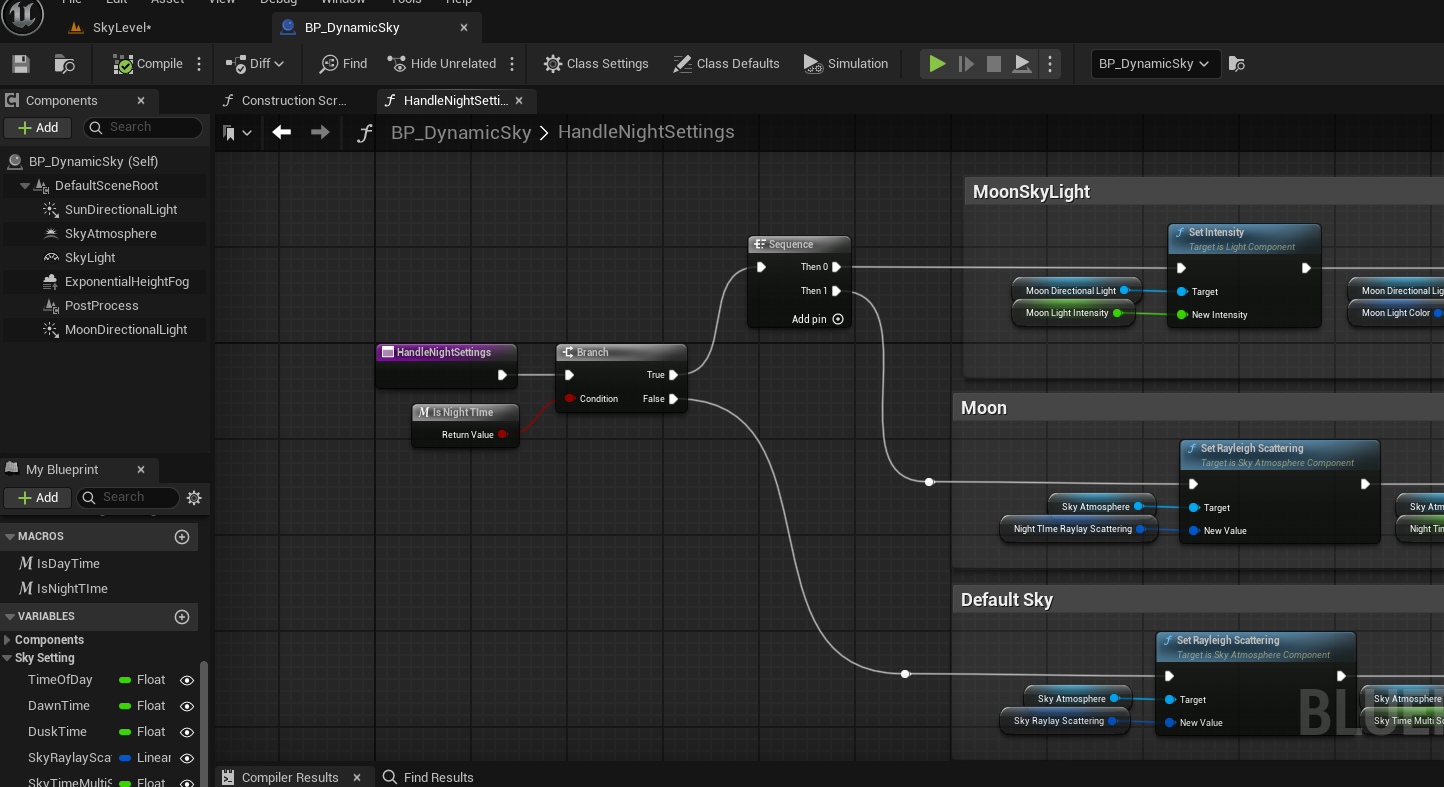 File Edit Asset View Debug Window Tools Help
SkyLevel*
BP_DynamicSky
Compile
Diff
Find
Hide Unrelated
Class Settings
Class Defaults
Simulation
BP_DynamicSky
Components
Construction Scr...
HandleNightSetti...
Add
Search
BP_DynamicSky > HandleNightSettings
BP_DynamicSky (Self)
DefaultSceneRoot
SunDirectionalLight
SkyAtmosphere
SkyLight
ExponentialHeightFog
PostProcess
MoonDirectionalLight
My Blueprint
Add
Search
MACROS
IsDayTime
IsNightTIme
VARIABLES
Components
Sky Setting
TimeOfDay Float
DawnTime Float
DuskTime Float
SkyRaylaySca Linear
SkyTimeMultiS Float
HandleNightSettings
Is Night TIme
Return Value
Branch
True
Condition
False
Sequence
Then 0
Then 1
Add pin
MoonSkyLight
Set Intensity
Target is Light Component
Moon Directional Light
Target
Moon Light Intensity
New Intensity
Moon Directional Lig
Moon Light Color
Moon
Set Rayleigh Scattering
Target is Sky Atmosphere Component
Sky Atmosphere
Target
Night TIme Raylay Scattering
New Value
Sky Atm
Night Tim
Default Sky
Set Rayleigh Scattering
Target is Sky Atmosphere Component
Sky Atmosphere
Target
Sky Raylay Scattering
New Value
Sky Atmosphere
Sky Time Multi Sc
BLUE
Compiler Results
Find Results